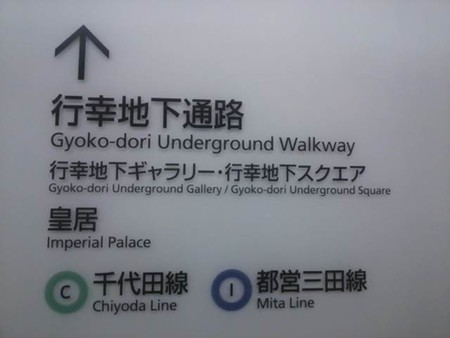 行幸地下通路
Gyoko-dori Underground Walkway
行幸地下ギャラリー・行幸地下スクエア
Gyoko-dori Underground Gallery / Gyoko-dori Underground Square
皇居
Imperial Palace
C 千代田線 I 都営三田線
Chiyoda Line Mita Line